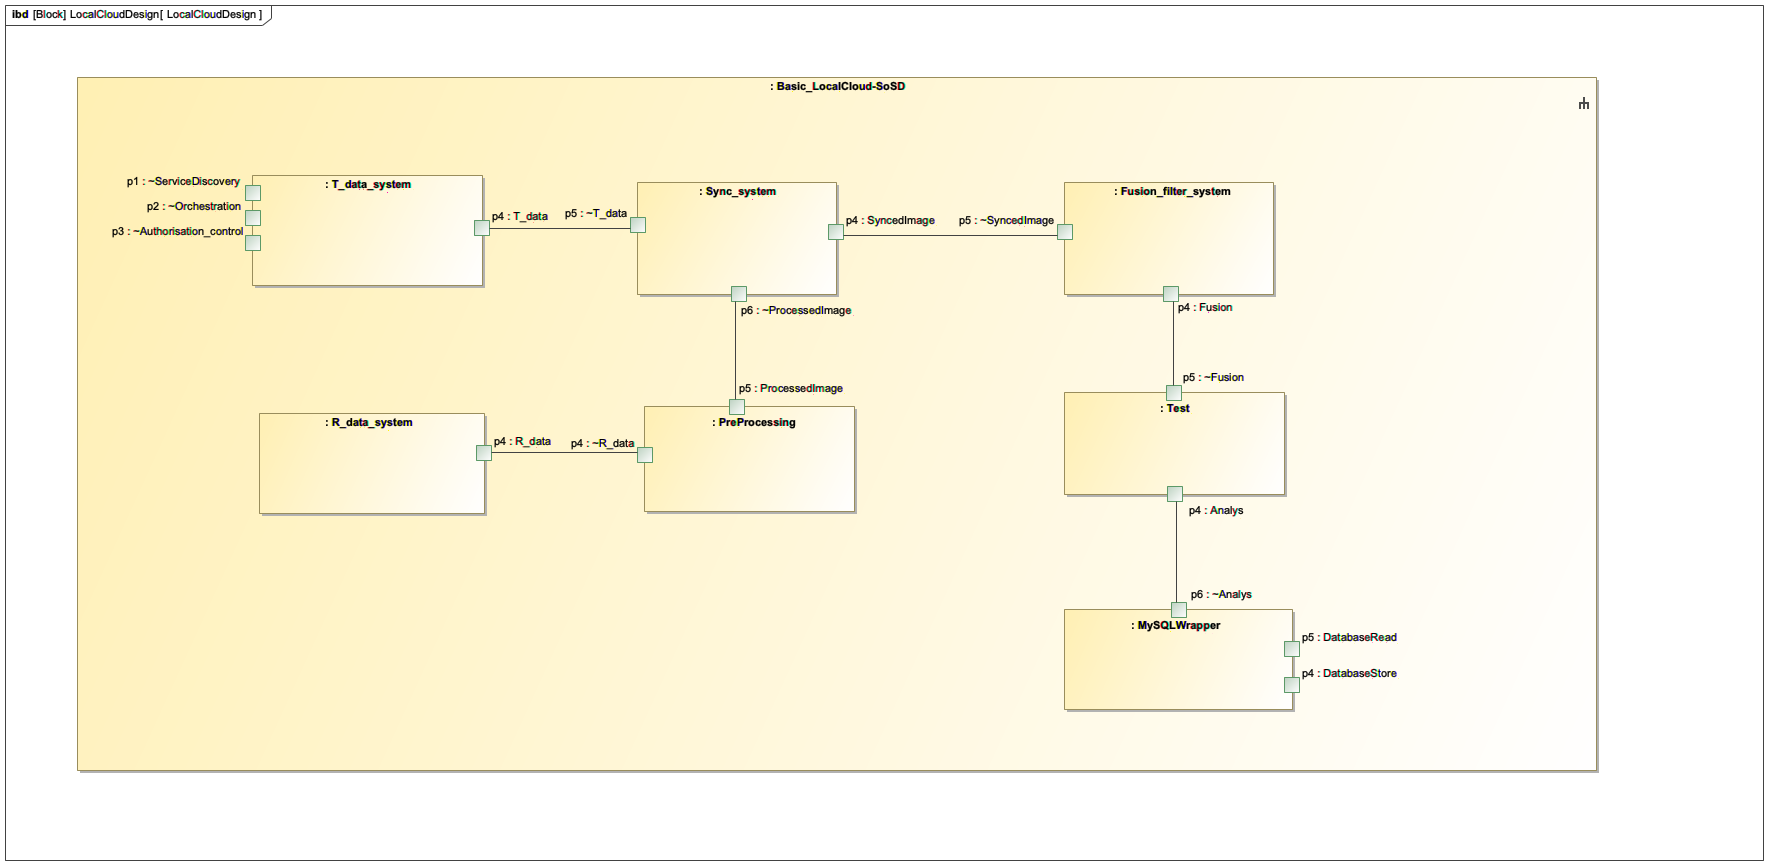 ibd [Block] LocalCloudDesign[ LocalCloudDesign ]
: Basic_LocalCloud-SoSD
p1 : ~ServiceDiscovery
p2 : ~Orchestration
p3 : ~Authorisation_control
: T_data_system
p4 : T_data
p5 : ~T_data
: Sync_system
p4 : SyncedImage
p5 : ~SyncedImage
: Fusion_filter_system
p6 : ~ProcessedImage
p4 : Fusion
p5 : ProcessedImage
p5 : ~Fusion
: R_data_system
p4 : R_data
p4 : ~R_data
: PreProcessing
: Test
p4 : Analys
p6 : ~Analys
: MySQLWrapper
p5 : DatabaseRead
p4 : DatabaseStore